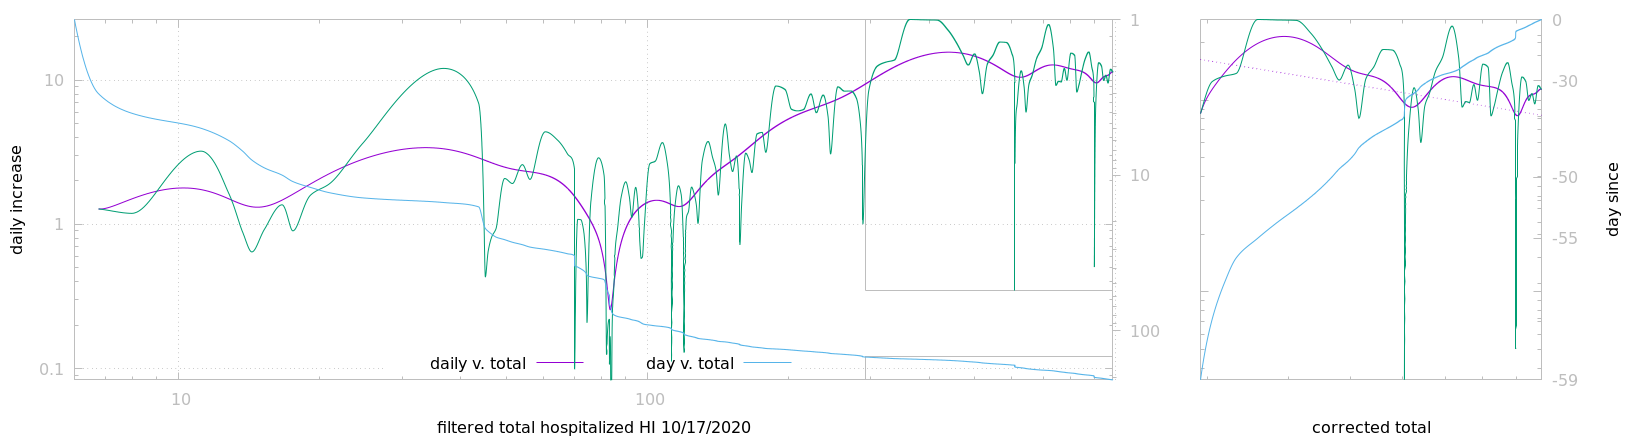 1
0
10
-30
daily increase
day since
10
-50
1
-55
100
daily v. total
day v. total
0.1
-59
10
100
filtered total hospitalized HI 10/17/2020
corrected total